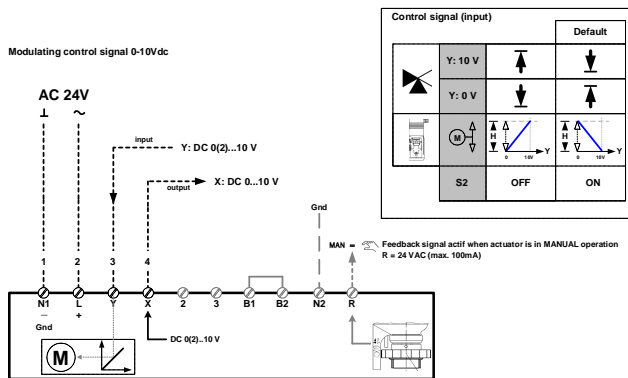 Control signal (input)
Default
Modulating control signal 0-10Vdc
Y: 10 V
Y: 0 V
AC 24V
⊥ ~
input
Y: DC 0(2)...10 V
output
X: DC 0...10 V
M
H
Y
0 10V
H
Y
0 10V
S2 OFF ON
Gnd
MAN = Feedback signal actif when actuator is in MANUAL operation
R = 24 VAC (max. 100mA)
1 2 3 4
N1 L Y X 2 3 B1 B2 N2 R
− +
Gnd
DC 0(2)..10 V
M